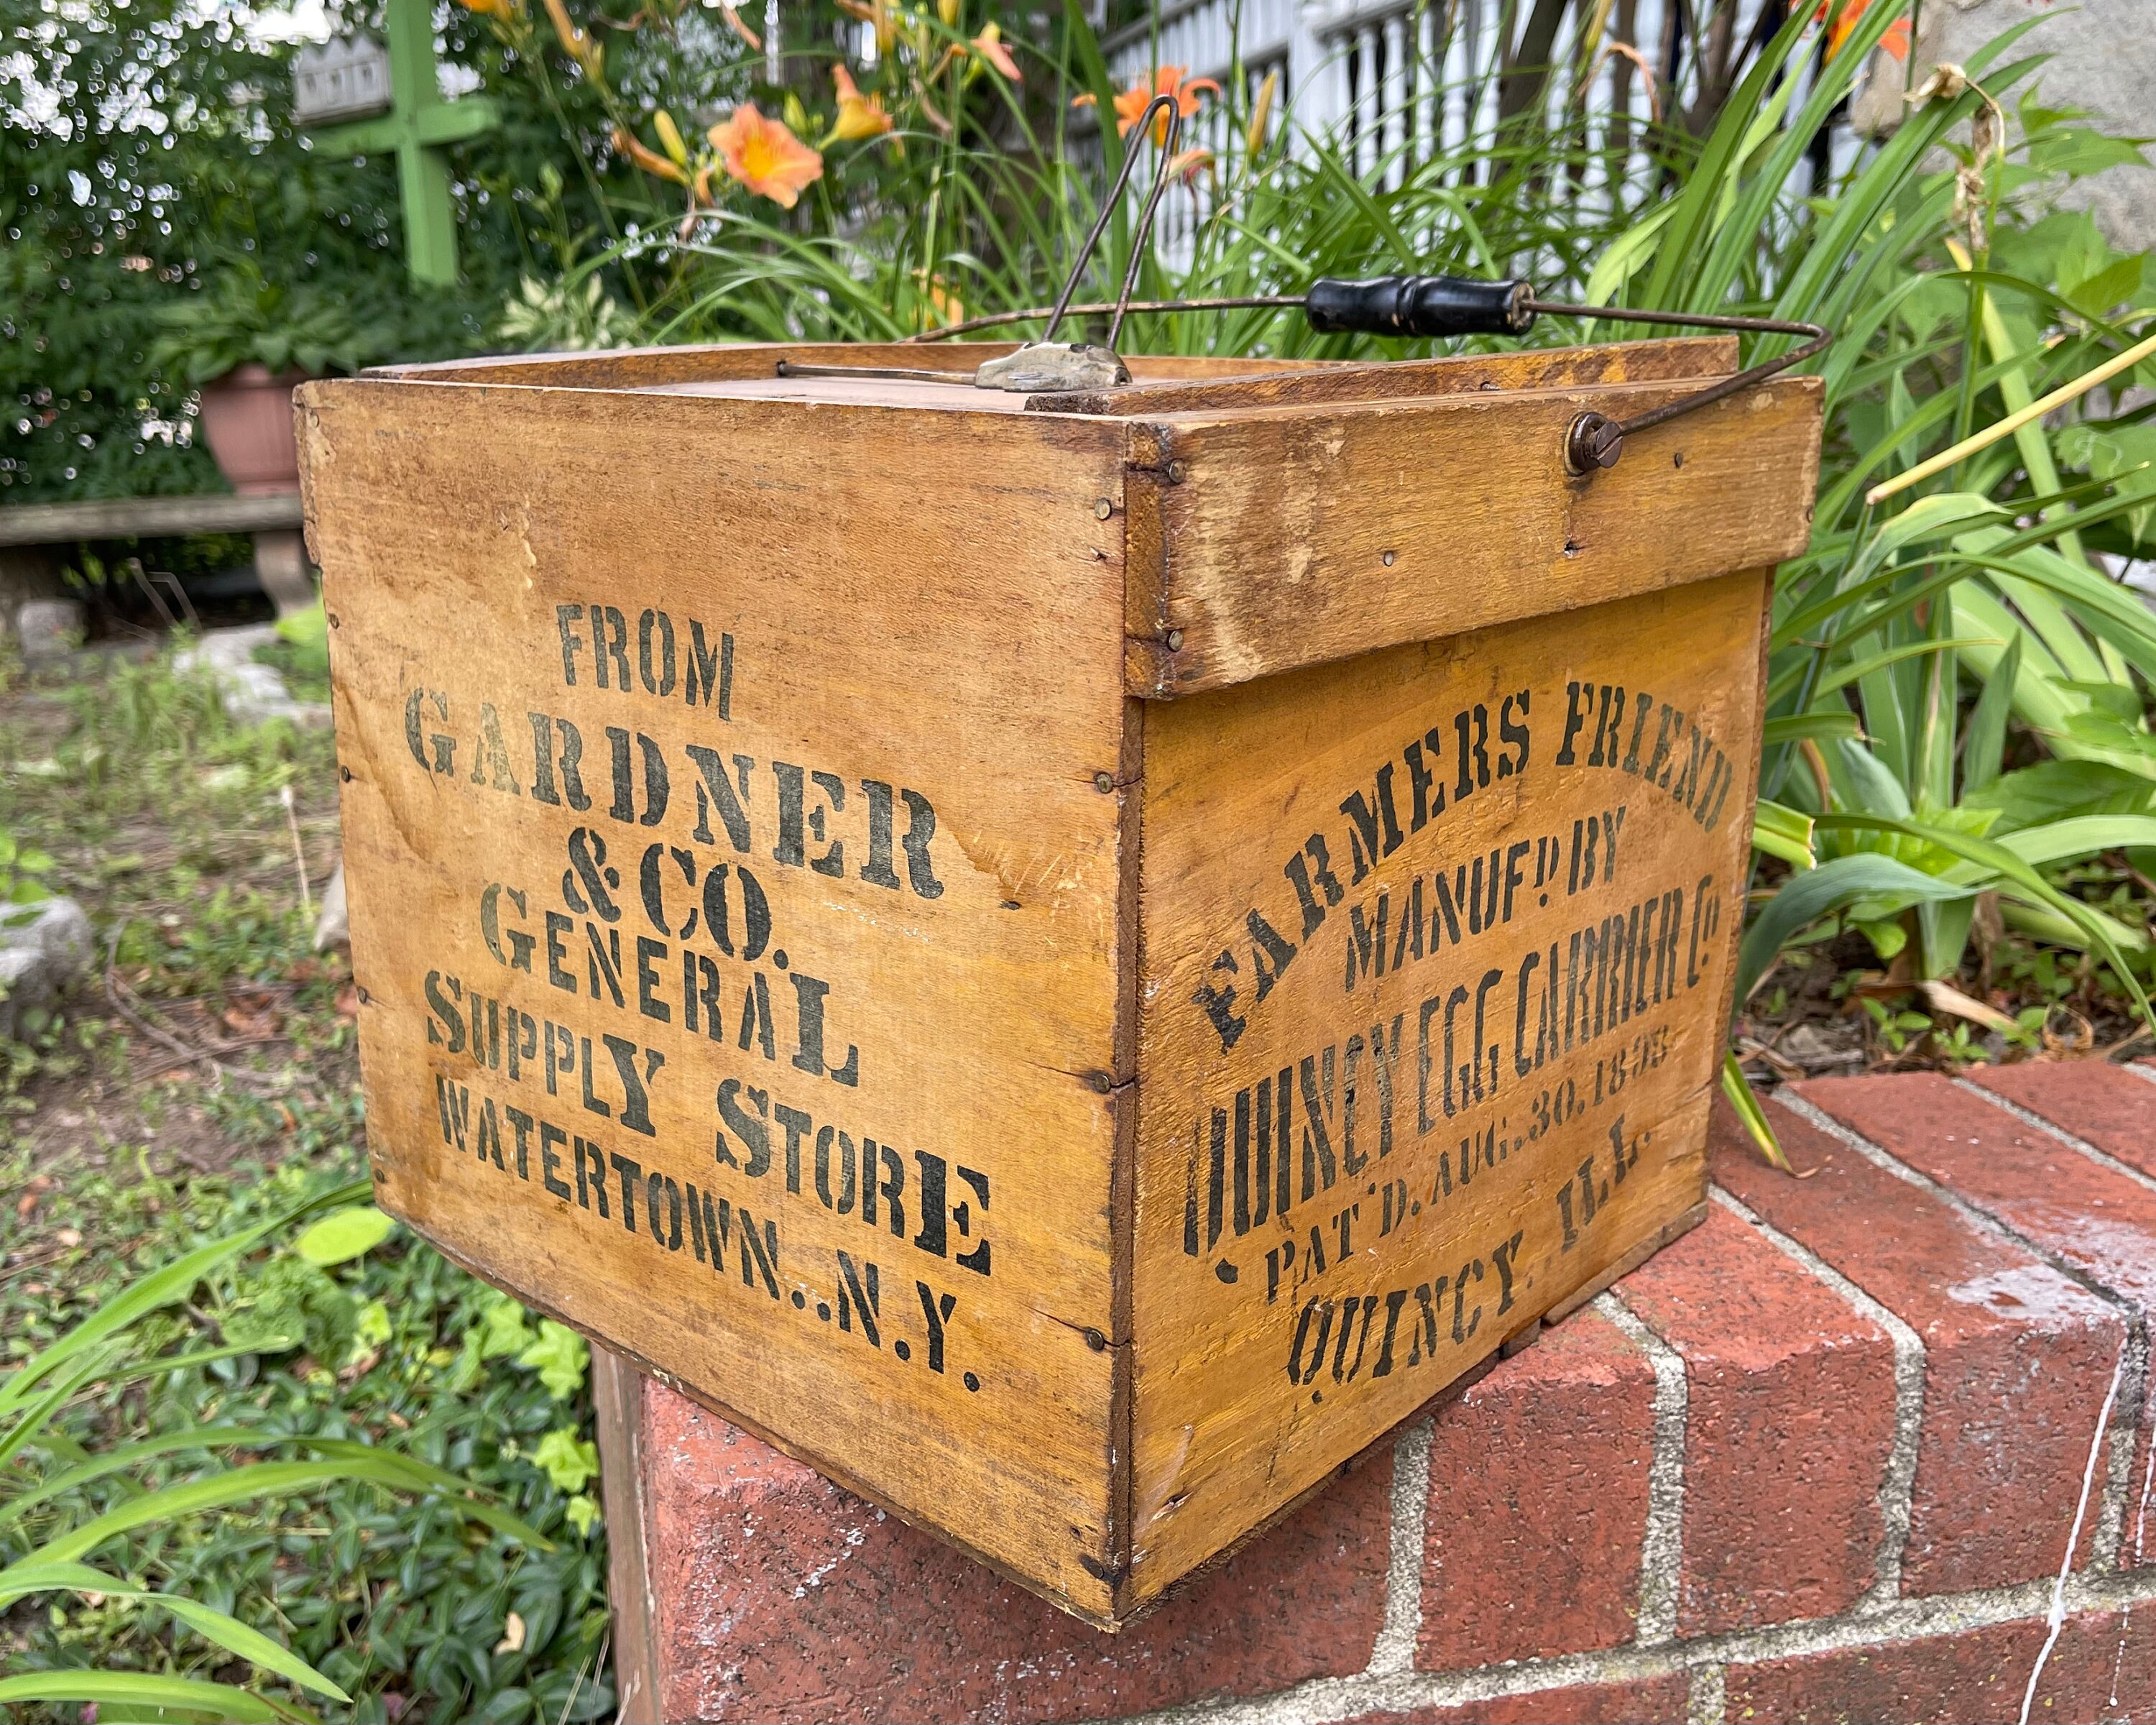 FROM
GARDNER
& CO.
GENERAL
SUPPLY STORE
WATERTOWN..N.Y.
FARMERS FRIEND
MANUF'D BY
QUINCY EGG CARRIER Cº
PAT'D. AUG. 30. 1898
QUINCY. ILL.